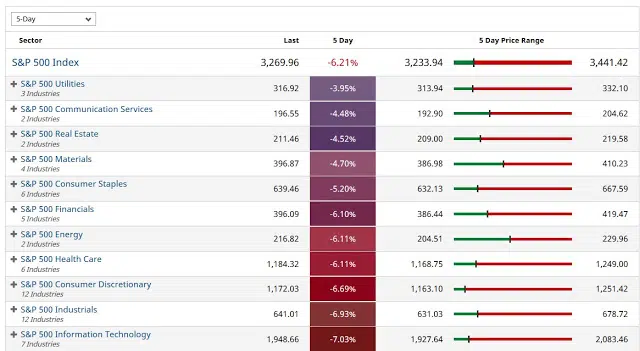 5-Day
Sector Last 5 Day 5 Day Price Range
S&P 500 Index 3,269.96 -6.21% 3,233.94 3,441.42
S&P 500 Utilities 316.92 -3.95% 313.94 332.10
3 Industries
S&P 500 Communication Services 196.55 -4.48% 192.90 204.62
2 Industries
S&P 500 Real Estate 211.46 -4.52% 209.00 219.58
2 Industries
S&P 500 Materials 396.87 -4.70% 386.98 410.23
4 Industries
S&P 500 Consumer Staples 639.46 -5.20% 632.13 667.59
6 Industries
S&P 500 Financials 396.09 -6.10% 386.44 419.47
5 Industries
S&P 500 Energy 216.82 -6.11% 204.51 229.96
2 Industries
S&P 500 Health Care 1,184.32 -6.11% 1,168.75 1,249.00
6 Industries
S&P 500 Consumer Discretionary 1,172.03 -6.69% 1,163.10 1,251.42
12 Industries
S&P 500 Industrials 641.01 -6.93% 631.03 678.72
12 Industries
S&P 500 Information Technology 1,948.66 -7.03% 1,927.64 2,083.46
7 Industries